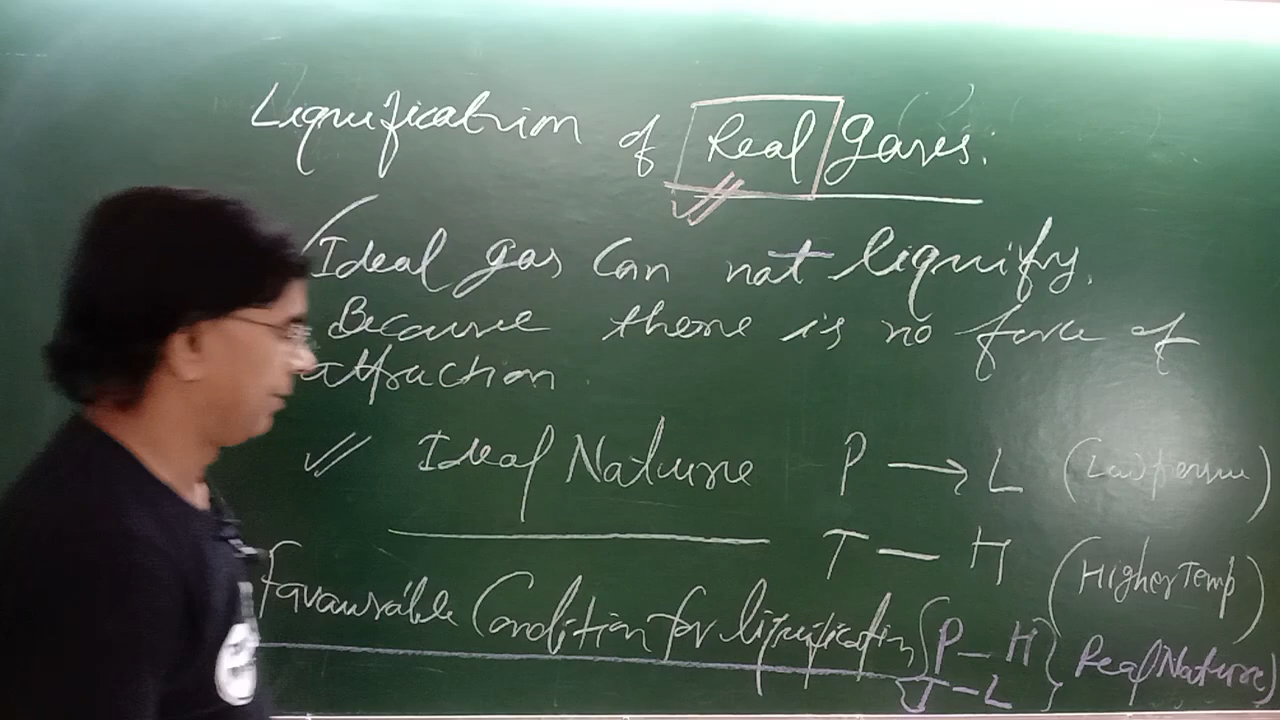 Liquification of Real Gases.
Ideal gas can not liquify.
Because there is no force of
attraction
Ideal Nature P → L (Low pressure)
T — H (Higher Temp)
Favourable Condition for liquification { P — H
T — L } Real Nature)